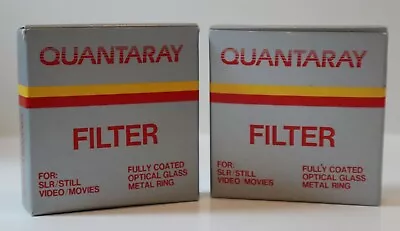 QUANTARAY
FILTER
FOR:
SLR/STILL
VIDEO/MOVIES
FULLY COATED
OPTICAL GLASS
METAL RING
QUANTARAY
FILTER
FOR:
SLR/STILL
VIDEO/MOVIES
FULLY COATED
OPTICAL GLASS
METAL RING